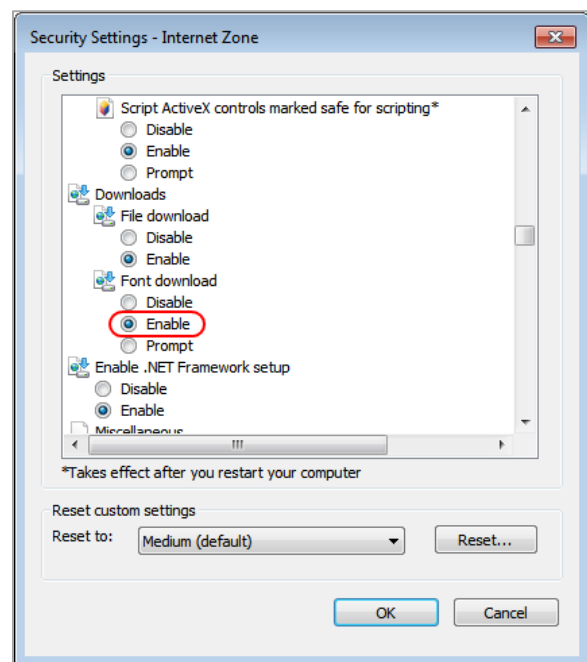 Security Settings - Internet Zone
Settings
Script ActiveX controls marked safe for scripting*
Disable
Enable
Prompt
Downloads
File download
Disable
Enable
Font download
Disable
Enable
Prompt
Enable .NET Framework setup
Disable
Enable
Miscellaneous
*Takes effect after you restart your computer
Reset custom settings
Reset to: Medium (default) Reset...
OK Cancel